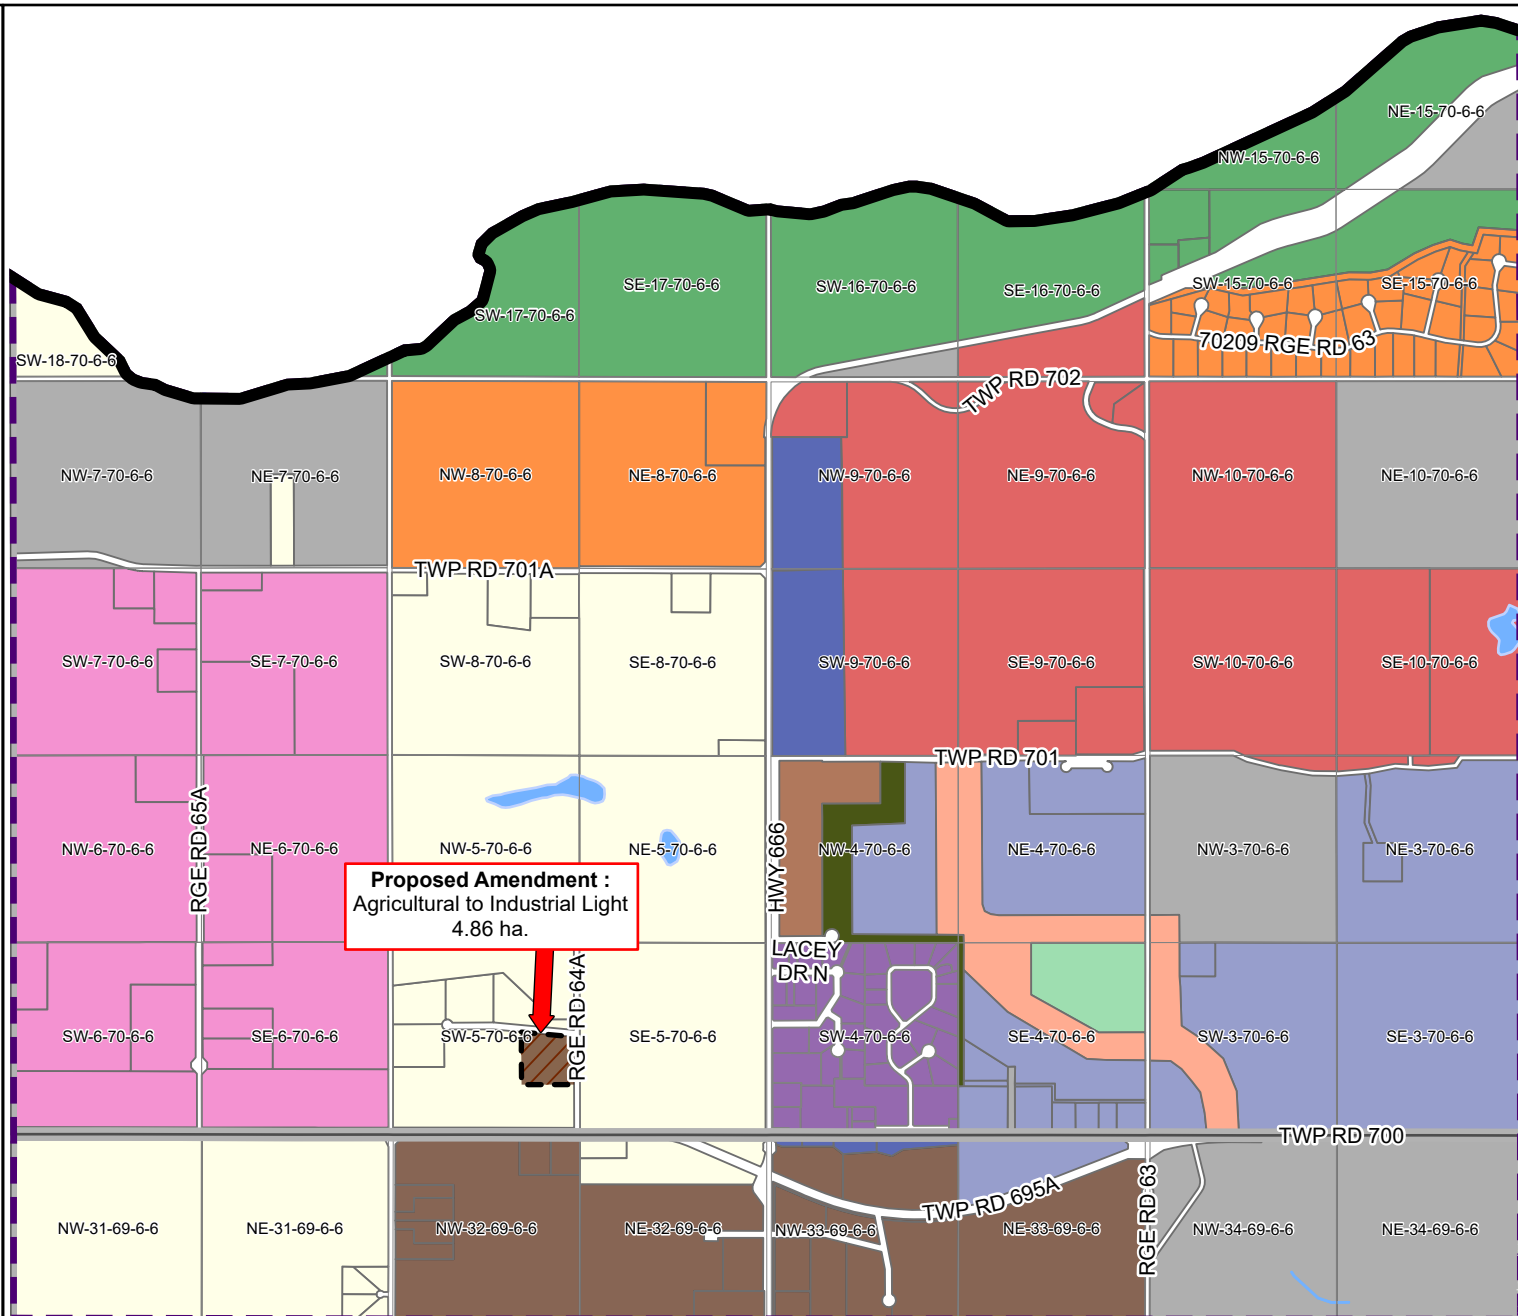 NE-15-70-6-6
NW-15-70-6-6
SE-17-70-6-6
SW-16-70-6-6
SE-16-70-6-6
SW-15-70-6-6
SE-15-70-6-6
SW-17-70-6-6
70209 RGE RD 63
SW-18-70-6-6
TWP RD 702
NW-7-70-6-6
NE-7-70-6-6
NW-8-70-6-6
NE-8-70-6-6
NW-9-70-6-6
NE-9-70-6-6
NW-10-70-6-6
NE-10-70-6-6
TWP RD 701A
SW-7-70-6-6
SE-7-70-6-6
SW-8-70-6-6
SE-8-70-6-6
SW-9-70-6-6
SE-9-70-6-6
SW-10-70-6-6
SE-10-70-6-6
TWP RD 701
RGE RD 65A
HWY 666
NW-6-70-6-6
NE-6-70-6-6
NW-5-70-6-6
NE-5-70-6-6
NW-4-70-6-6
NE-4-70-6-6
NW-3-70-6-6
NE-3-70-6-6
Proposed Amendment :
Agricultural to Industrial Light
4.86 ha.
LACEY
DR N
RGE RD 64A
SW-6-70-6-6
SE-6-70-6-6
SW-5-70-6-6
SE-5-70-6-6
SW-4-70-6-6
SE-4-70-6-6
SW-3-70-6-6
SE-3-70-6-6
TWP RD 700
TWP RD 695A
RGE RD 63
NW-31-69-6-6
NE-31-69-6-6
NW-32-69-6-6
NE-32-69-6-6
NW-33-69-6-6
NE-33-69-6-6
NW-34-69-6-6
NE-34-69-6-6